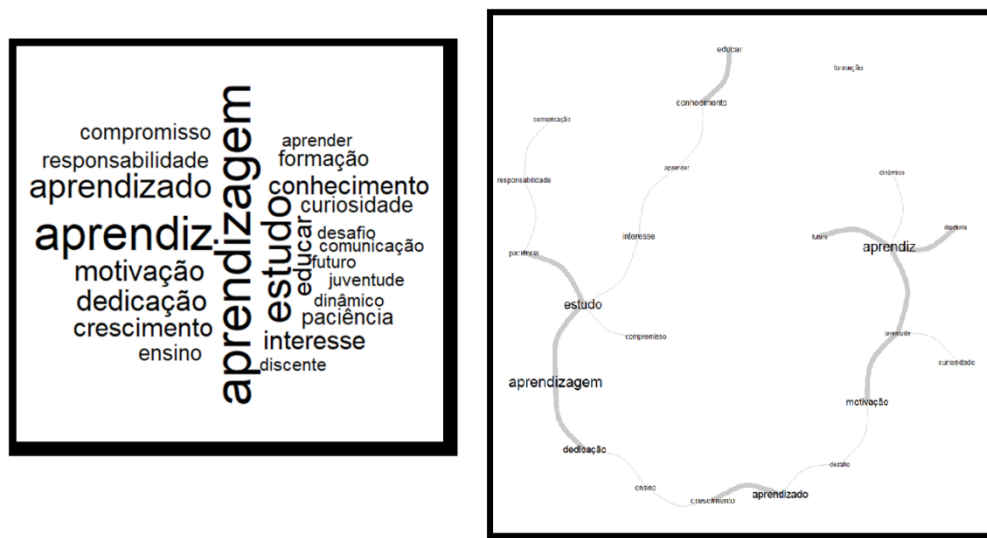 compromisso
responsabilidade
aprendizado
aprendiz
motivação
dedicação
crescimento
ensino
aprendizagem
estudo
educar
aprender
formação
conhecimento
curiosidade
desafio
comunicação
futuro
juventude
dinâmico
paciência
interesse
discente
educar
formação
conhecimento
comunicação
aprender
dinâmico
responsabilidade
discente
interesse
futuro
aprendiz
paciência
estudo
compromisso
juventude
curiosidade
aprendizagem
motivação
dedicação
desafio
ensino
crescimento
aprendizado